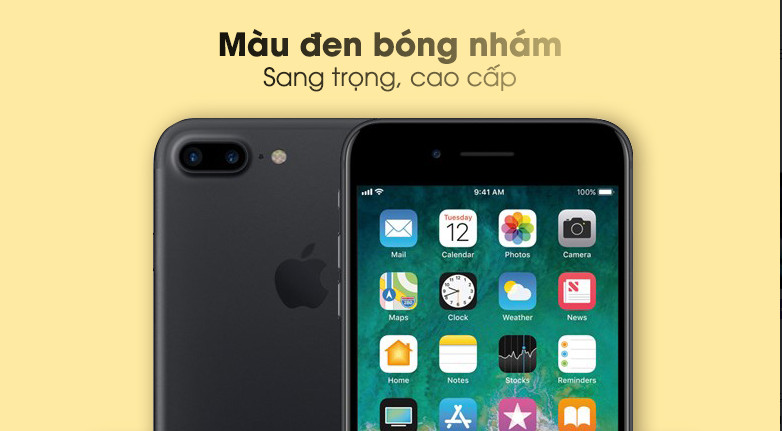 Màu đen bóng nhám
Sang trọng, cao cấp
9:41 AM 100%
Tuesday
12
Mail Calendar Photos Camera
280
Maps Clock Weather News
Home Notes Stocks Reminders